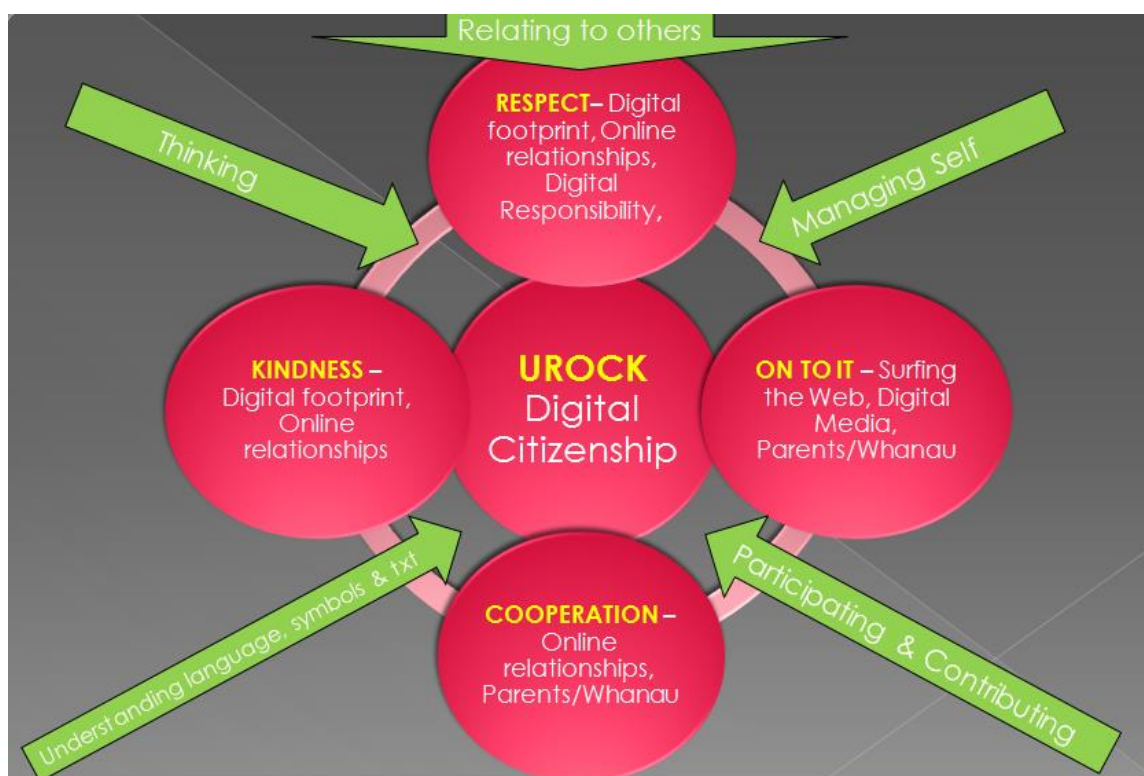 Relating to others
Thinking
Managing Self
RESPECT– Digital
footprint, Online
relationships,
Digital
Responsibility,
KINDNESS –
Digital footprint,
Online
relationships
UROCK
Digital
Citizenship
ON TO IT – Surfing
the Web, Digital
Media,
Parents/Whanau
COOPERATION –
Online
relationships,
Parents/Whanau
Understanding language, symbols & txt
Participating & Contributing